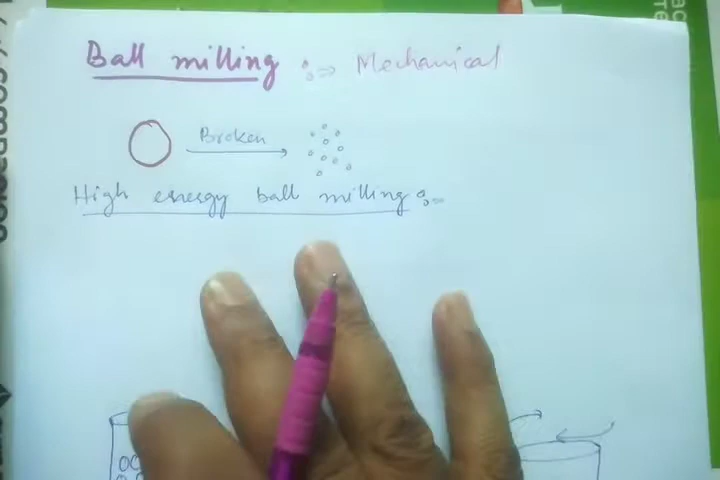 Ball milling :⇒ Mechanical
Broken
High energy ball milling :-